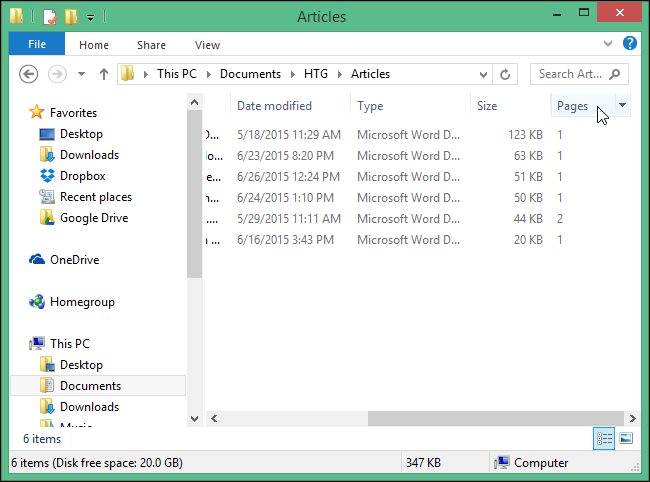 Articles
File Home Share View
This PC Documents HTG Articles Search Art...
Favorites
Desktop
Downloads
Dropbox
Recent places
Google Drive
OneDrive
Homegroup
This PC
Desktop
Documents
Downloads
Date modified Type Size Pages
O... 5/18/2015 11:29 AM Microsoft Word D... 123 KB 1
lo... 6/23/2015 8:20 PM Microsoft Word D... 63 KB 1
e... 6/26/2015 12:24 PM Microsoft Word D... 51 KB 1
... 6/24/2015 1:10 PM Microsoft Word D... 50 KB 1
.... 5/29/2015 11:11 AM Microsoft Word D... 44 KB 2
... 6/16/2015 3:43 PM Microsoft Word D... 20 KB 1
6 items
6 items (Disk free space: 20.0 GB) 347 KB Computer